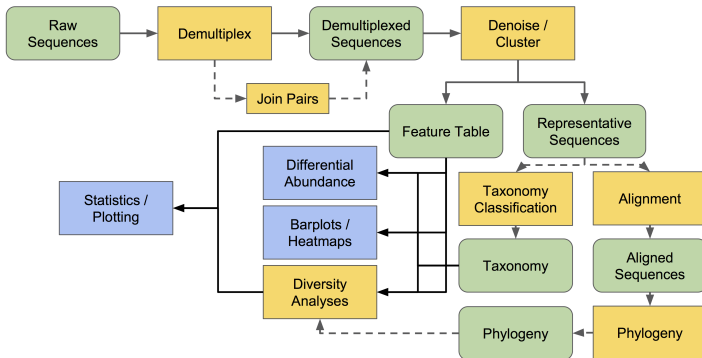 Raw
Sequences
Demultiplex
Demultiplexed
Sequences
Denoise /
Cluster
Join Pairs
Feature Table
Representative
Sequences
Differential
Abundance
Statistics /
Plotting
Taxonomy
Classification
Alignment
Barplots /
Heatmaps
Taxonomy
Aligned
Sequences
Diversity
Analyses
Phylogeny
Phylogeny